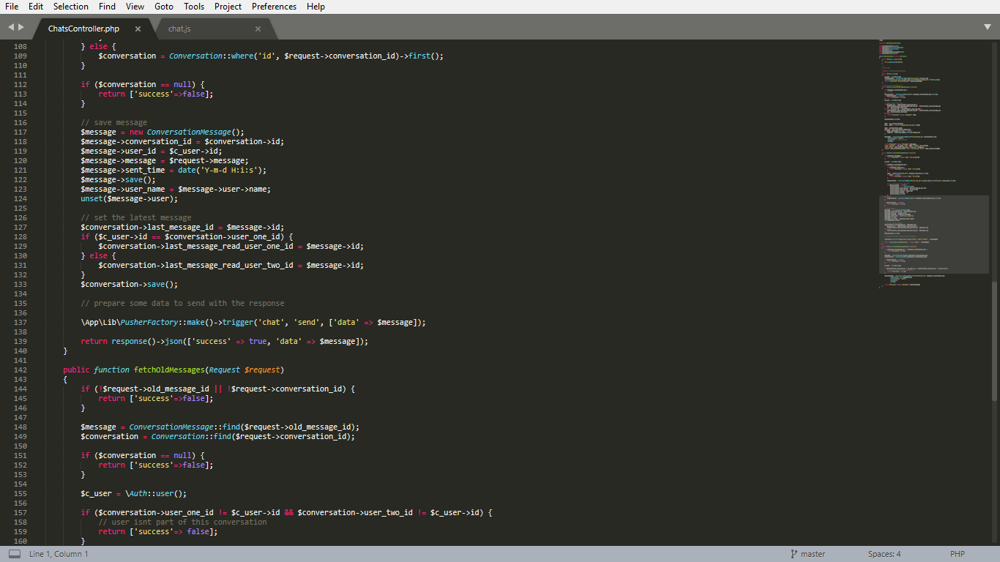 File Edit Selection Find View Goto Tools Project Preferences Help
ChatsController.php × chat.js ×
108 } else {
109 $conversation = Conversation::where('id', $request->conversation_id)->first();
110 }
111
112 if ($conversation == null) {
113 return ['success'=>false];
114 }
115
116 // save message
117 $message = new ConversationMessage();
118 $message->conversation_id = $conversation->id;
119 $message->user_id = $c_user->id;
120 $message->message = $request->message;
121 $message->sent_time = date('Y-m-d H:i:s');
122 $message->save();
123 $message->user_name = $message->user->name;
124 unset($message->user);
125
126 // set the latest message
127 $conversation->last_message_id = $message->id;
128 if ($c_user->id == $conversation->user_one_id) {
129 $conversation->last_message_read_user_one_id = $message->id;
130 } else {
131 $conversation->last_message_read_user_two_id = $message->id;
132 }
133 $conversation->save();
134
135 // prepare some data to send with the response
136
137 \App\Lib\PusherFactory::make()->trigger('chat', 'send', ['data' => $message]);
138
139 return response()->json(['success' => true, 'data' => $message]);
140 }
141
142 public function fetchOldMessages(Request $request)
143 {
144 if (!$request->old_message_id || !$request->conversation_id) {
145 return ['success'=>false];
146 }
147
148 $message = ConversationMessage::find($request->old_message_id);
149 $conversation = Conversation::find($request->conversation_id);
150
151 if ($conversation == null) {
152 return ['success'=>false];
153 }
154
155 $c_user = \Auth::user();
156
157 if ($conversation->user_one_id != $c_user->id && $conversation->user_two_id != $c_user->id) {
158 // user isnt part of this conversation
159 return ['success'=> false];
160 }
Line 1, Column 1 master Spaces: 4 PHP